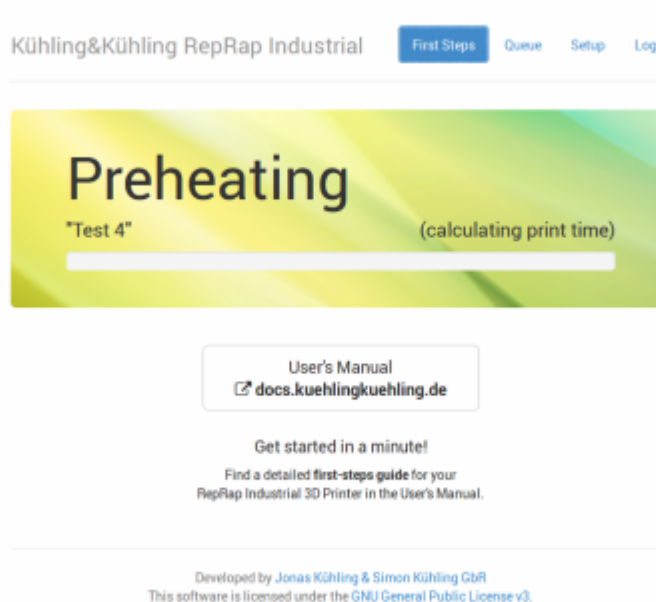 Kühling&Kühling RepRap Industrial First Steps Queue Setup Log
Preheating
"Test 4" (calculating print time)
User's Manual
docs.kuehlingkuehling.de
Get started in a minute!
Find a detailed first-steps guide for your
RepRap Industrial 3D Printer in the User's Manual.
Developed by Jonas Kühling & Simon Kühling GbR
This software is licensed under the GNU General Public License v3.